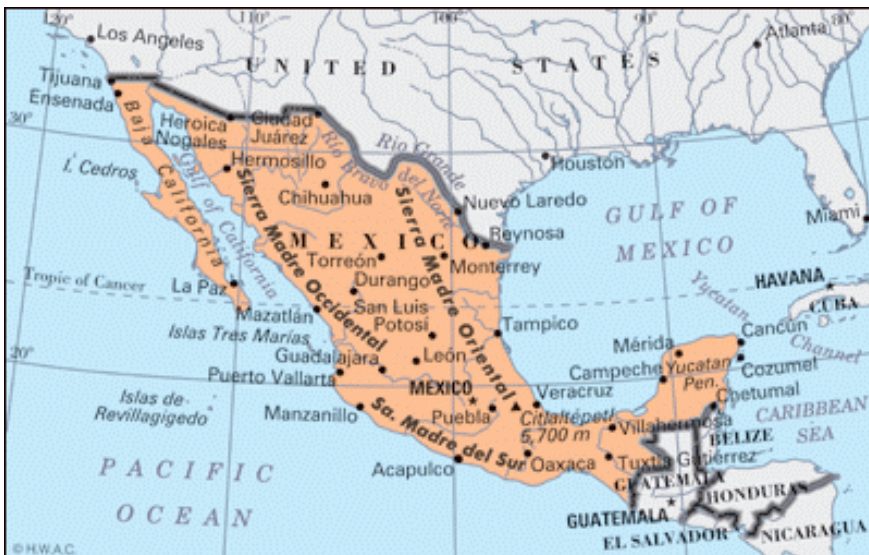 120° 110° 100° 90° 80°
Los Angeles
Atlanta
UNITED STATES
Tijuana
Ensenada
30°
Heroica
Nogales
Ciudad
Juárez
Río Bravo
del Norte
Rio Grande
Houston
I. Cedros
Baja
California
Gulf of
California
Hermosillo
Chihuahua
Nuevo Laredo
Miami
GULF OF
MEXICO
Reynosa
MEXICO
Sierra Madre Occidental
Sierra Madre Oriental
Torreón
Monterrey
Durango
Tropic of Cancer
La Paz
HAVANA
CUBA
Mazatlán
San Luis
Potosí
Tampico
Yucatan
Channel
Cancún
Islas Tres Marías
Mérida
20°
Guadalajara
León
Campeche
Yucatan
Pen.
Cozumel
Puerto Vallarta
MEXICO
Veracruz
Chetumal
Islas de
Revillagigedo
Manzanillo
Puebla
Citlaltépetl
5,700 m
Villahermosa
CARIBBEAN
SEA
BELIZE
Sa. Madre del Sur
Acapulco
Oaxaca
Tuxtla Gutiérrez
PACIFIC
OCEAN
GUATEMALA
HONDURAS
GUATEMALA
EL SALVADOR
NICARAGUA
© H.W.A.C.